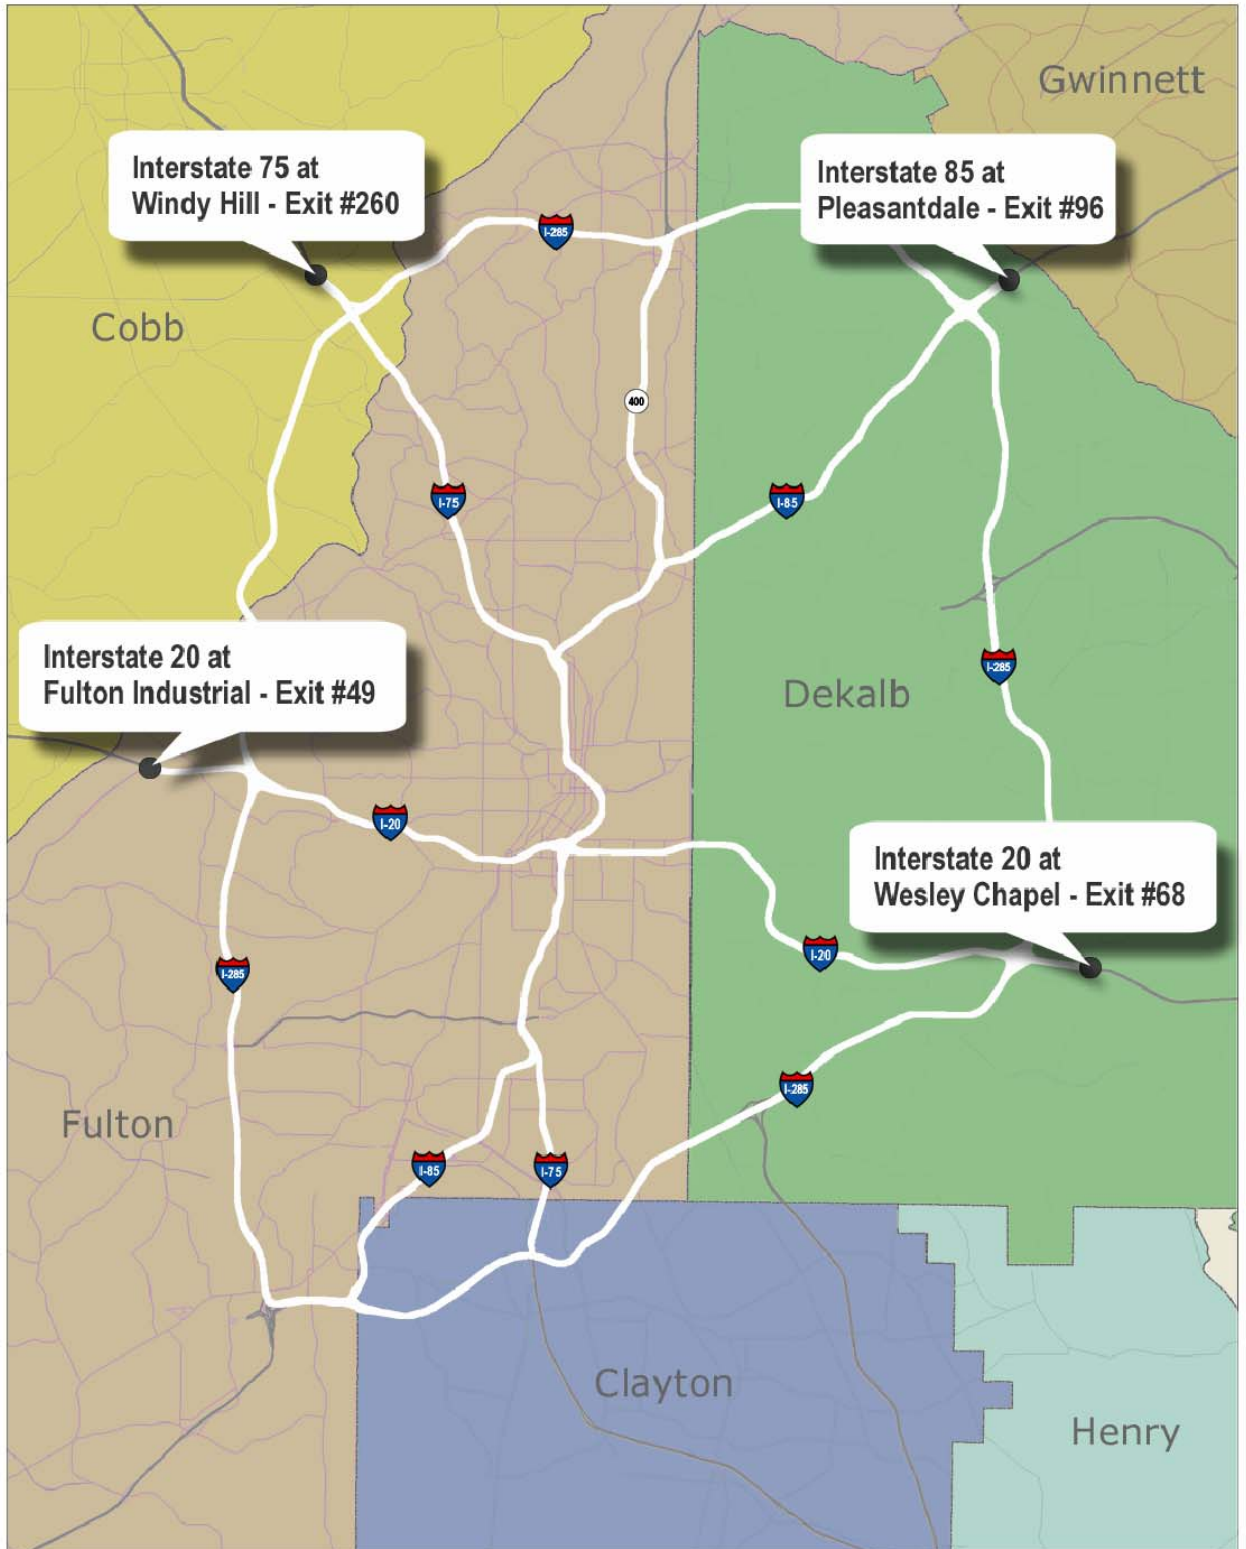 Gwinnett
Interstate 75 at
Windy Hill - Exit #260
Interstate 85 at
Pleasantdale - Exit #96
I-285
Cobb
400
I-75
I-85
Interstate 20 at
Fulton Industrial - Exit #49
I-285
Dekalb
I-20
Interstate 20 at
Wesley Chapel - Exit #68
I-20
I-285
I-285
Fulton
I-85
I-75
Clayton
Henry